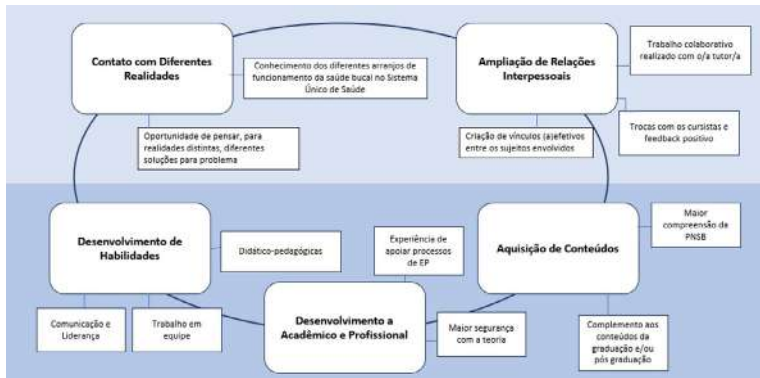 Contato com Diferentes
Realidades
Conhecimento dos diferentes arranjos
de funcionamento da saúde bucal no Sistema
Único de Saúde
Oportunidade de pensar, para
realidades distintas, diferentes
soluções para problema
Ampliação de Relações
Interpessoais
Trabalho colaborativo
realizado com o/a tutor/a
Trocas com os cursistas e
feedback positivo
Criação de vínculos (a)efetivos
entre os sujeitos envolvidos
Desenvolvimento de
Habilidades
Didático-pedagógicas
Comunicação e
Liderança
Trabalho em
equipe
Experiência de
apoiar processos
de EP
Desenvolvimento a
Acadêmico e Profissional
Maior segurança
com a teoria
Aquisição de Conteúdos
Maior
compreensão da
PNSB
Complemento aos
conteúdos da
graduação e/ou
pós graduação